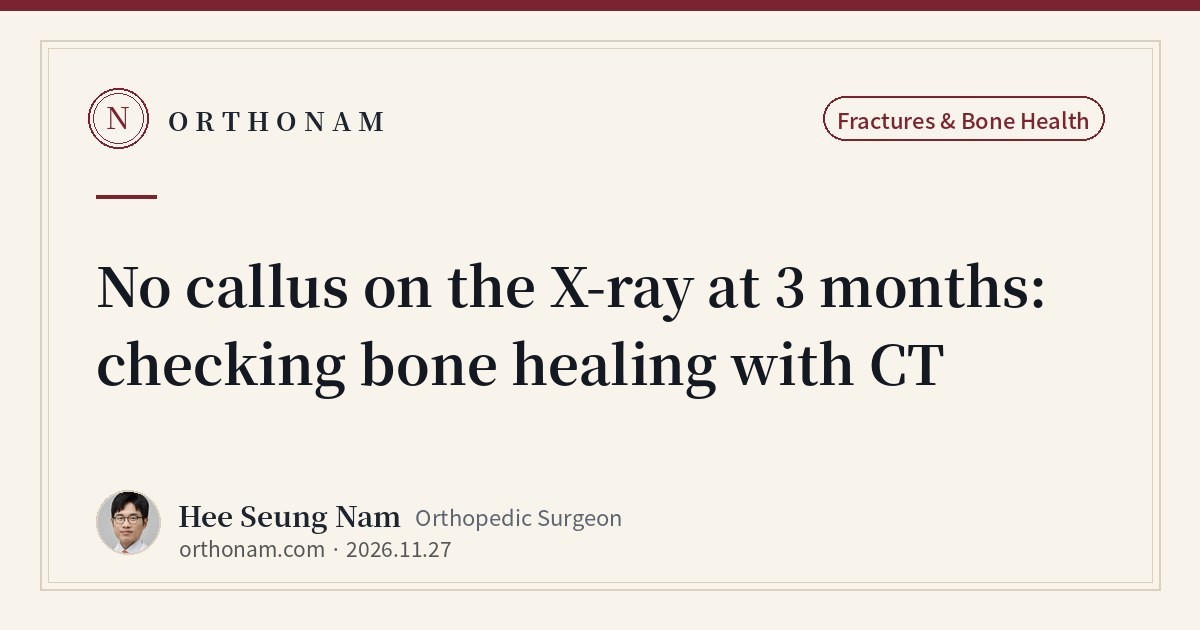 N
ORTHONAM
Fractures & Bone Health
No callus on the X-ray at 3 months:
checking bone healing with CT
Hee Seung Nam Orthopedic Surgeon
orthonam.com · 2026.11.27